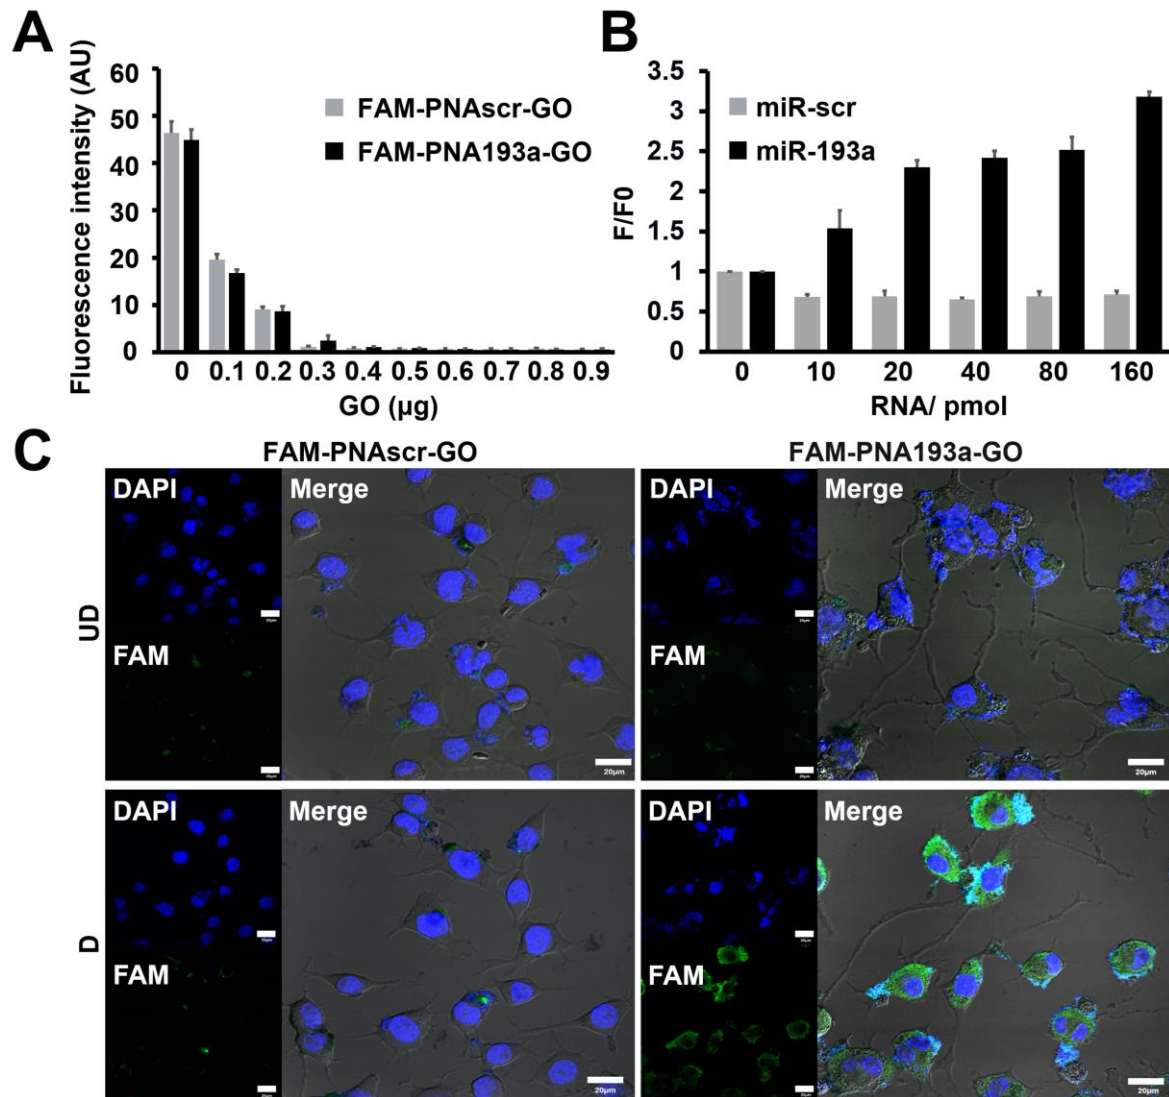 A
Fluorescence intensity (AU)
60
50
40
30
20
10
0
FAM-PNAscr-GO
FAM-PNA193a-GO
0 0.1 0.2 0.3 0.4 0.5 0.6 0.7 0.8 0.9
GO (µg)
B
F/F0
3.5
3
2.5
2
1.5
1
0.5
0
miR-scr
miR-193a
0 10 20 40 80 160
RNA/ pmol
C
FAM-PNAscr-GO
FAM-PNA193a-GO
UD
DAPI
FAM
Merge
20µm
DAPI
FAM
Merge
20µm
D
DAPI
FAM
Merge
20µm
DAPI
FAM
Merge
20µm